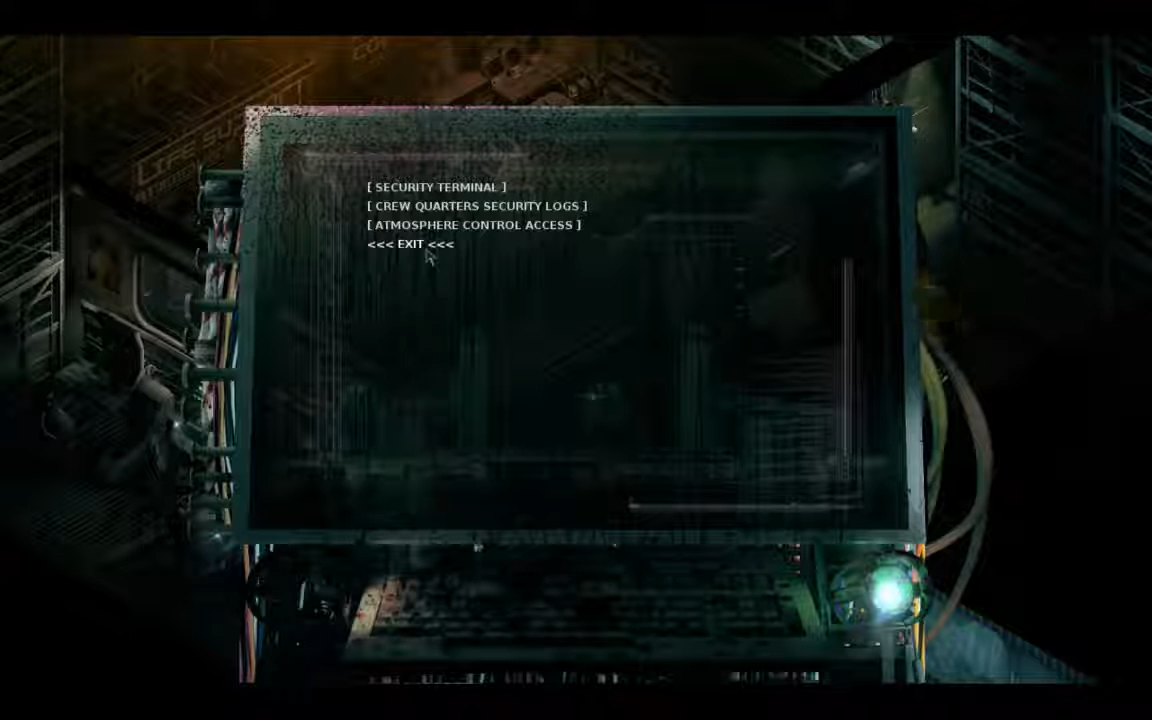 [ SECURITY TERMINAL ]
[ CREW QUARTERS SECURITY LOGS ]
[ ATMOSPHERE CONTROL ACCESS ]
<<< EXIT <<<